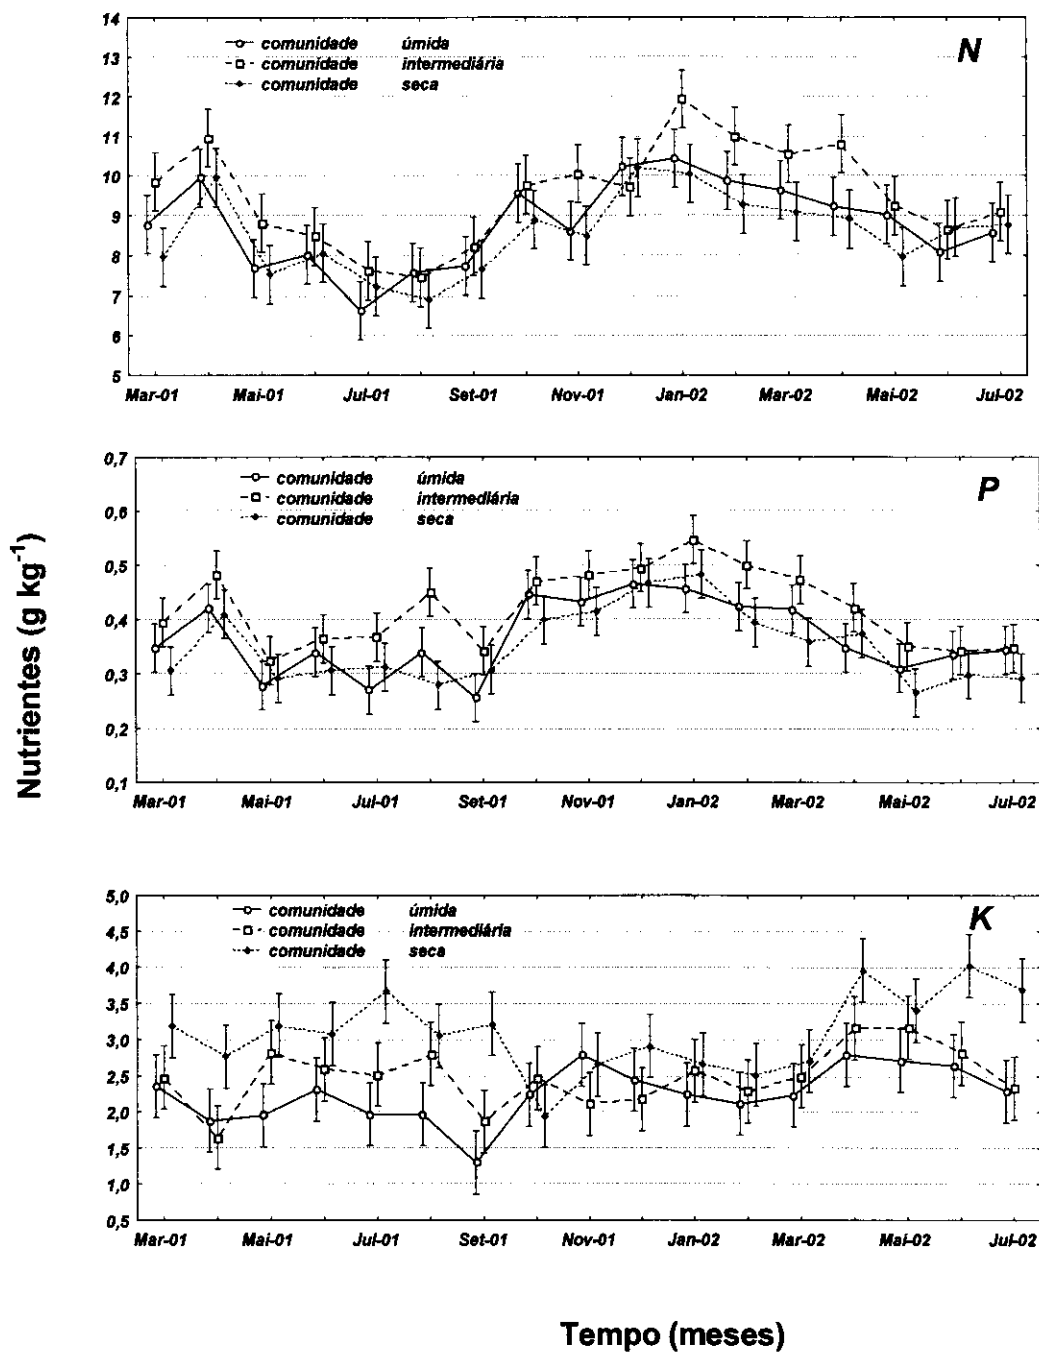 14
13
12
11
10
9
8
7
6
5
comunidade úmida
comunidade intermediária
comunidade seca
N
Mar-01 Mai-01 Jul-01 Set-01 Nov-01 Jan-02 Mar-02 Mai-02 Jul-02
Nutrientes (g kg⁻¹)
0,7
0,6
0,5
0,4
0,3
0,2
0,1
comunidade úmida
comunidade intermediária
comunidade seca
P
Mar-01 Mai-01 Jul-01 Set-01 Nov-01 Jan-02 Mar-02 Mai-02 Jul-02
5,0
4,5
4,0
3,5
3,0
2,5
2,0
1,5
1,0
0,5
comunidade úmida
comunidade intermediária
comunidade seca
K
Mar-01 Mai-01 Jul-01 Set-01 Nov-01 Jan-02 Mar-02 Mai-02 Jul-02
Tempo (meses)